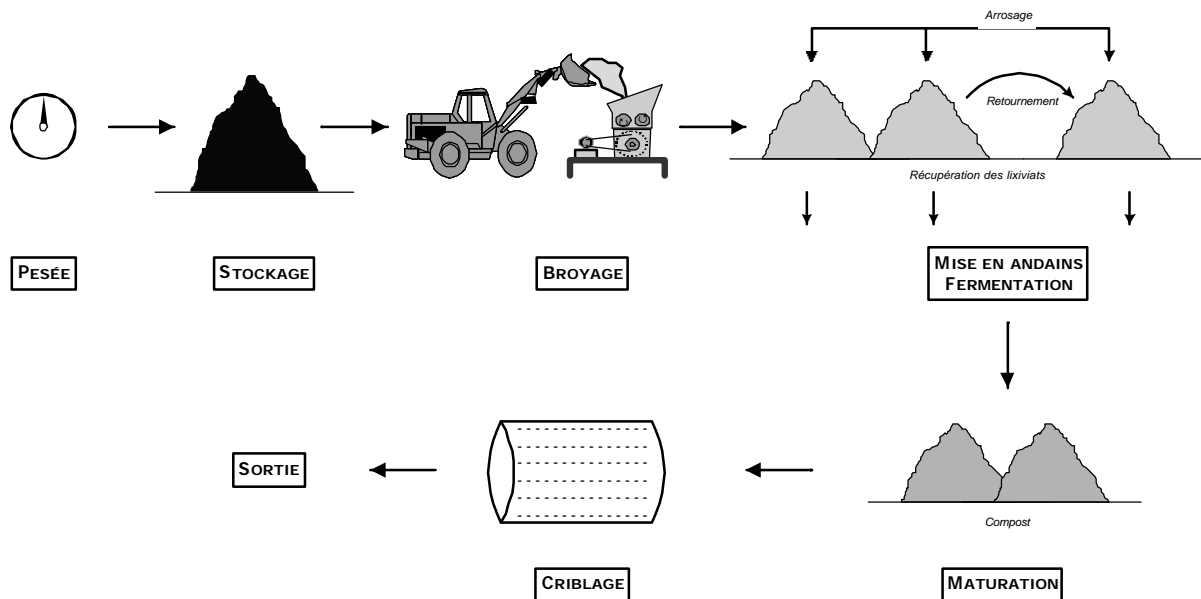 Arrosage
Retournement
Récupération des lixiviats
PESÉE
STOCKAGE
BROYAGE
MISE EN ANDAINS
FERMENTATION
SORTIE
Compost
CRIBLAGE
MATURATION